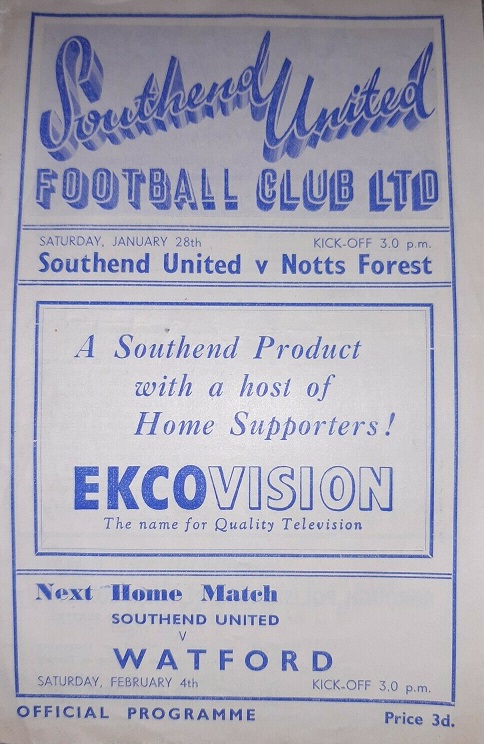 Southend United
FOOTBALL CLUB LTD
SATURDAY, JANUARY 28th KICK-OFF 3.0 p.m.
Southend United v Notts Forest
A Southend Product
with a host of
Home Supporters!
EKCOVISION
The name for Quality Television
Next Home Match
SOUTHEND UNITED
v
WATFORD
SATURDAY, FEBRUARY 4th KICK-OFF 3.0 p.m.
OFFICIAL PROGRAMME Price 3d.